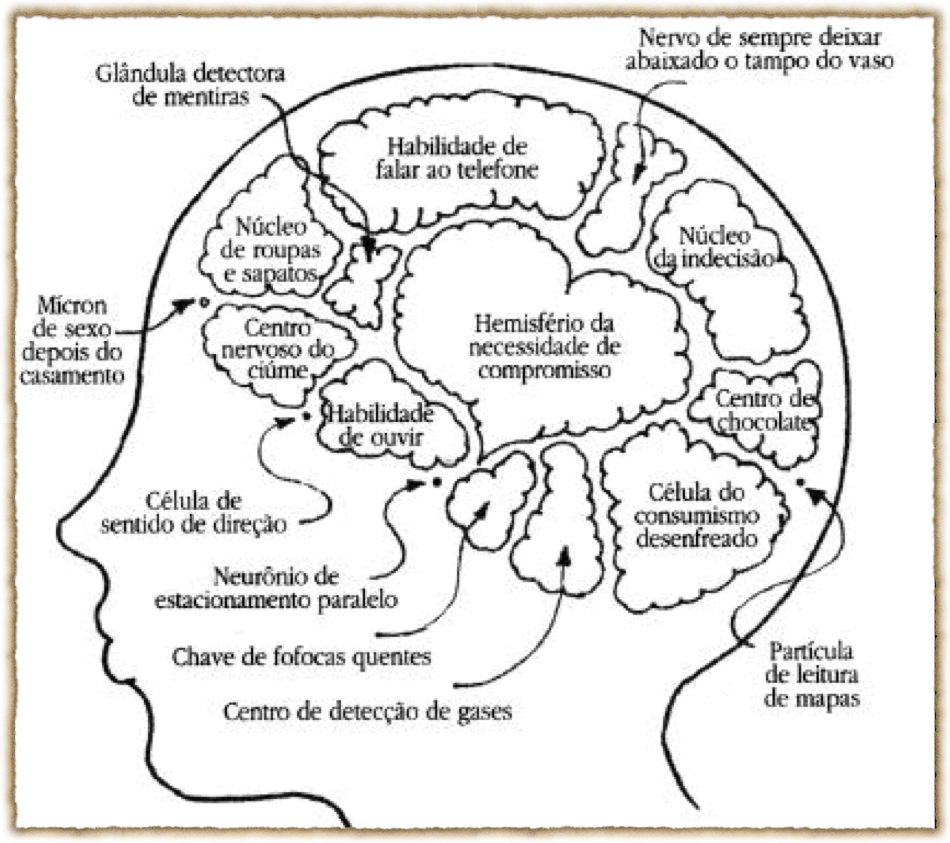 Nervo de sempre deixar
abaixado o tampo do vaso
Glândula detectora
de mentiras
Habilidade de
falar ao telefone
Núcleo
de roupas
e sapatos
Núcleo
da indecisão
Mícron
de sexo
depois do
casamento
Centro
nervoso do
ciúme
Hemisfério da
necessidade de
compromisso
Centro de
chocolate
Habilidade
de ouvir
Célula de
sentido de direção
Célula do
consumismo
desenfreado
Neurônio de
estacionamento paralelo
Chave de fofocas quentes
Centro de detecção de gases
Partícula
de leitura
de mapas